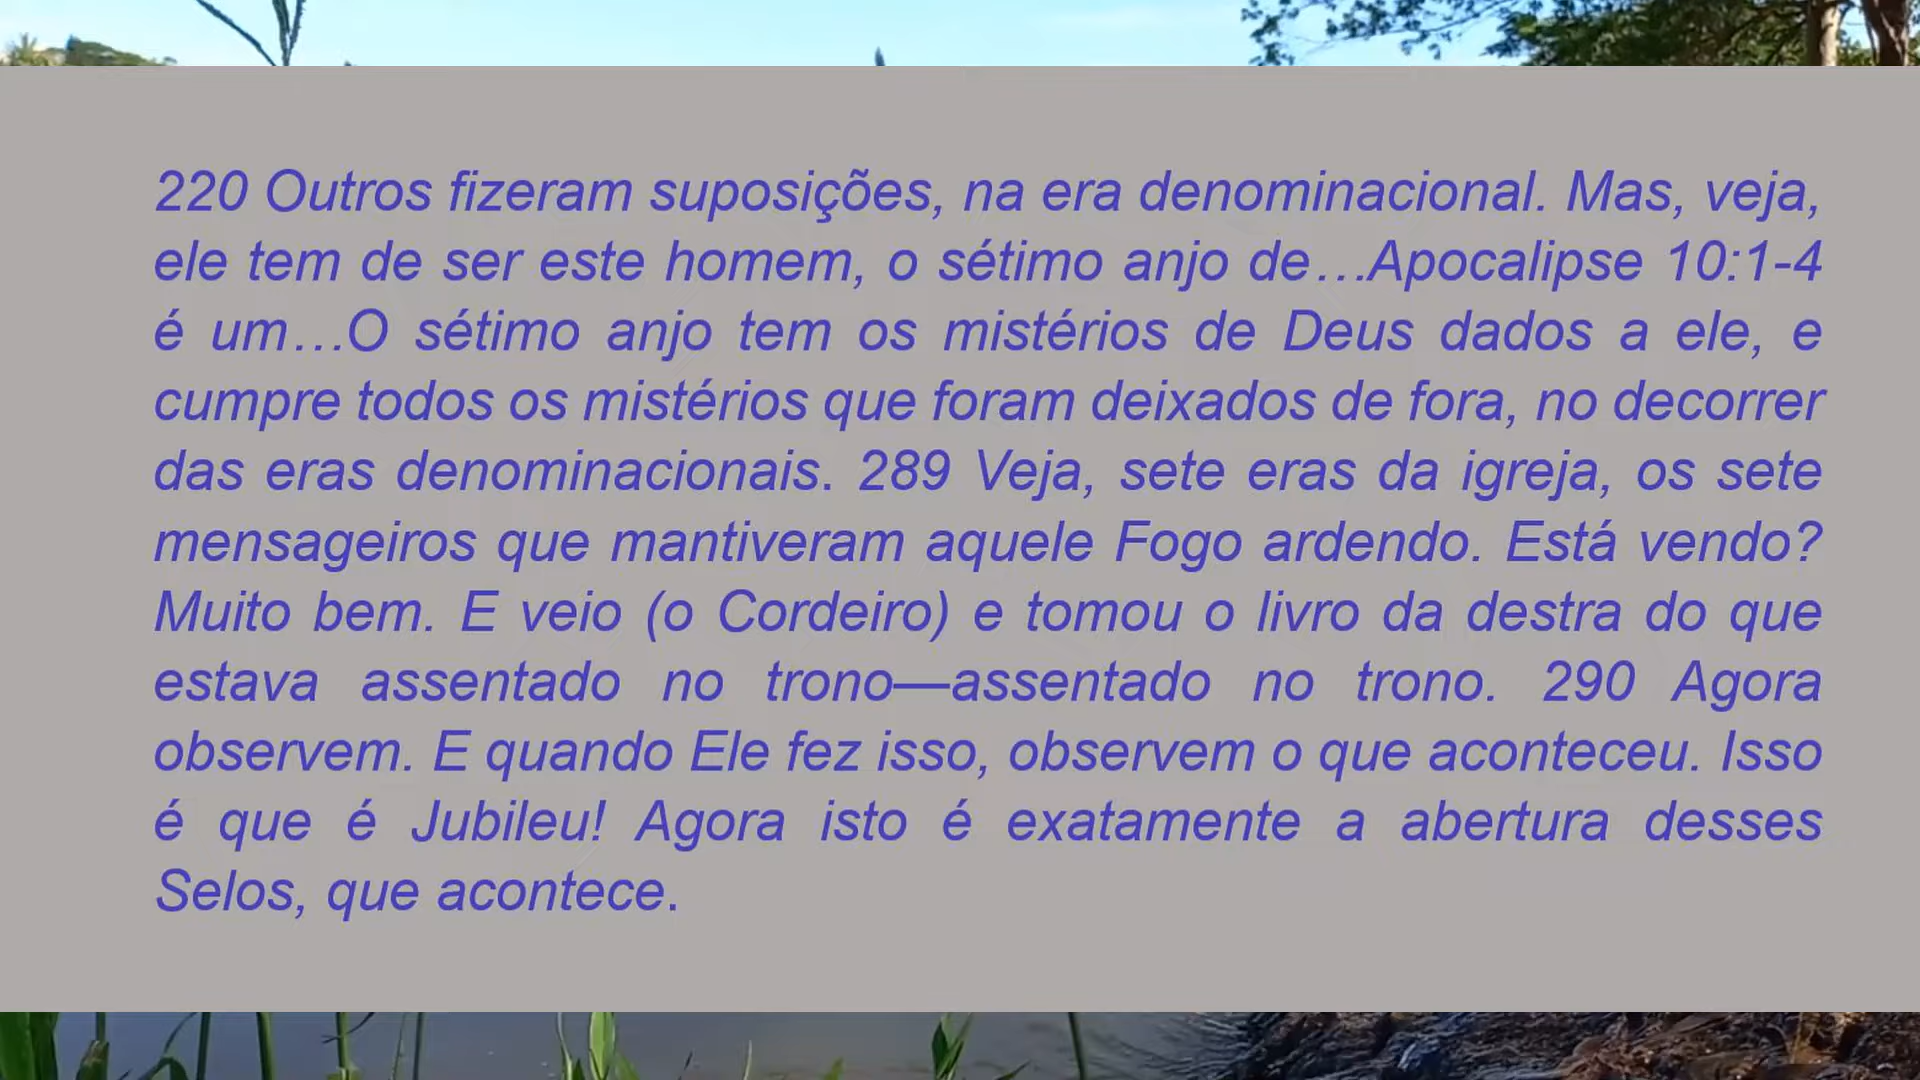 220 Outros fizeram suposições, na era denominacional. Mas, veja,
ele tem de ser este homem, o sétimo anjo de…Apocalipse 10:1-4
é um…O sétimo anjo tem os mistérios de Deus dados a ele, e
cumpre todos os mistérios que foram deixados de fora, no decorrer
das eras denominacionais. 289 Veja, sete eras da igreja, os sete
mensageiros que mantiveram aquele Fogo ardendo. Está vendo?
Muito bem. E veio (o Cordeiro) e tomou o livro da destra do que
estava assentado no trono—assentado no trono. 290 Agora
observem. E quando Ele fez isso, observem o que aconteceu. Isso
é que é Jubileu! Agora isto é exatamente a abertura desses
Selos, que acontece.